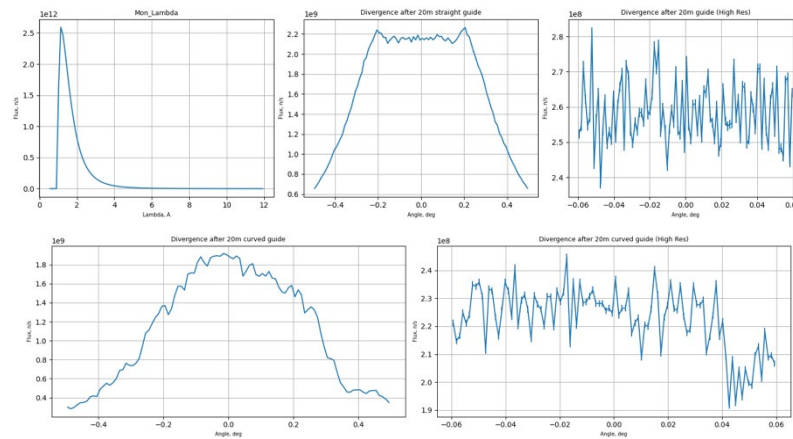 Mon_Lambda
1e12
Flux, n/s
2.5
2.0
1.5
1.0
0.5
0.0
0 2 4 6 8 10 12
Lambda, A
Divergence after 20m straight guide
1e9
Flux, n/s
2.2
2.0
1.8
1.6
1.4
1.2
1.0
0.8
0.6
−0.4 −0.2 0.0 0.2 0.4
Angle, deg
Divergence after 20m guide (High Res)
1e8
Flux, n/s
2.8
2.7
2.6
2.5
2.4
−0.06 −0.04 −0.02 0.00 0.02 0.04 0.0
Angle, deg
Divergence after 20m curved guide
1e9
Flux, n/s
1.8
1.6
1.4
1.2
1.0
0.8
0.6
0.4
−0.4 −0.2 0.0 0.2 0.4
Angle, deg
Divergence after 20m curved guide (High Res)
1e8
Flux, n/s
2.4
2.3
2.2
2.1
2.0
1.9
−0.06 −0.04 −0.02 0.00 0.02 0.04 0.06
Angle, deg